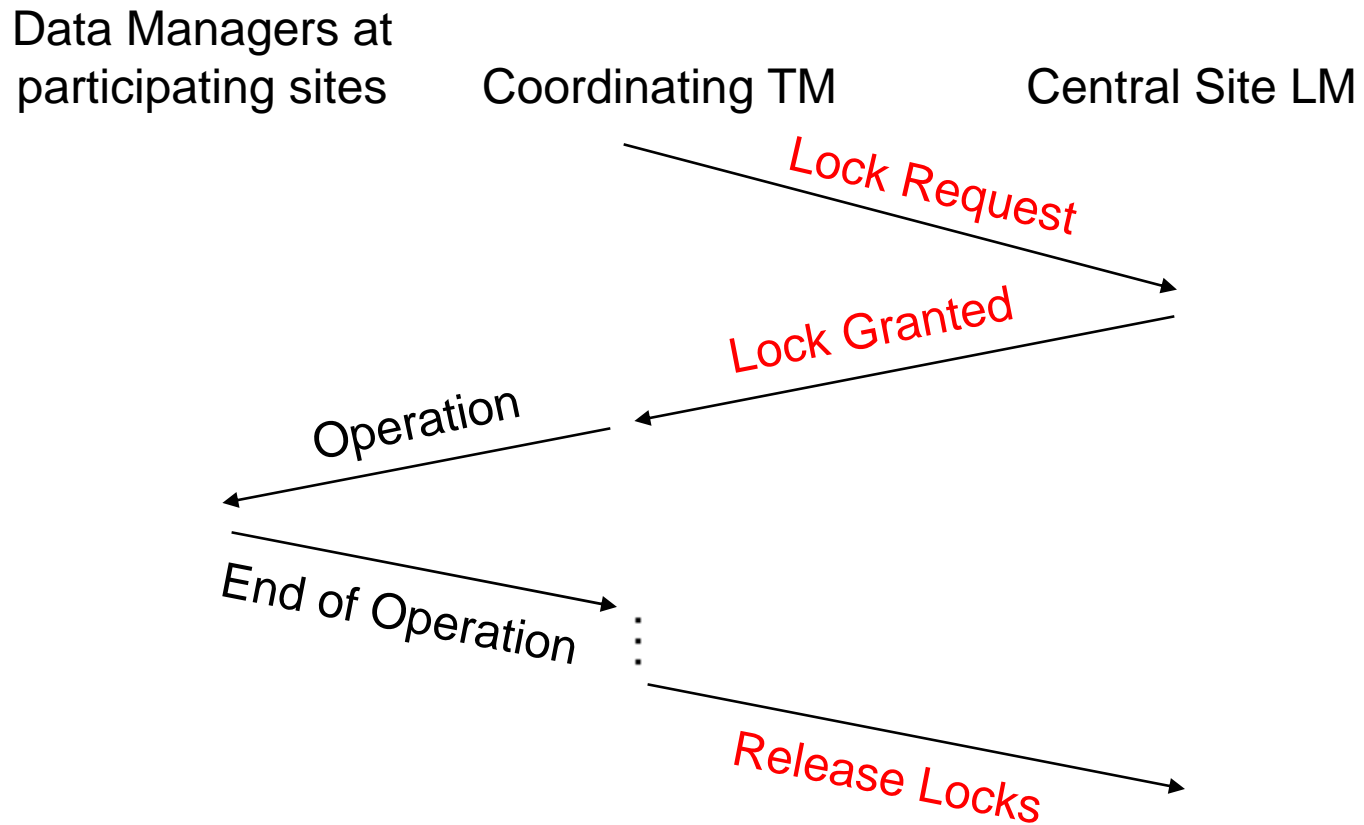 Data Managers at
participating sites
Coordinating TM
Central Site LM
Lock Request
Lock Granted
Operation
End of Operation
Release Locks